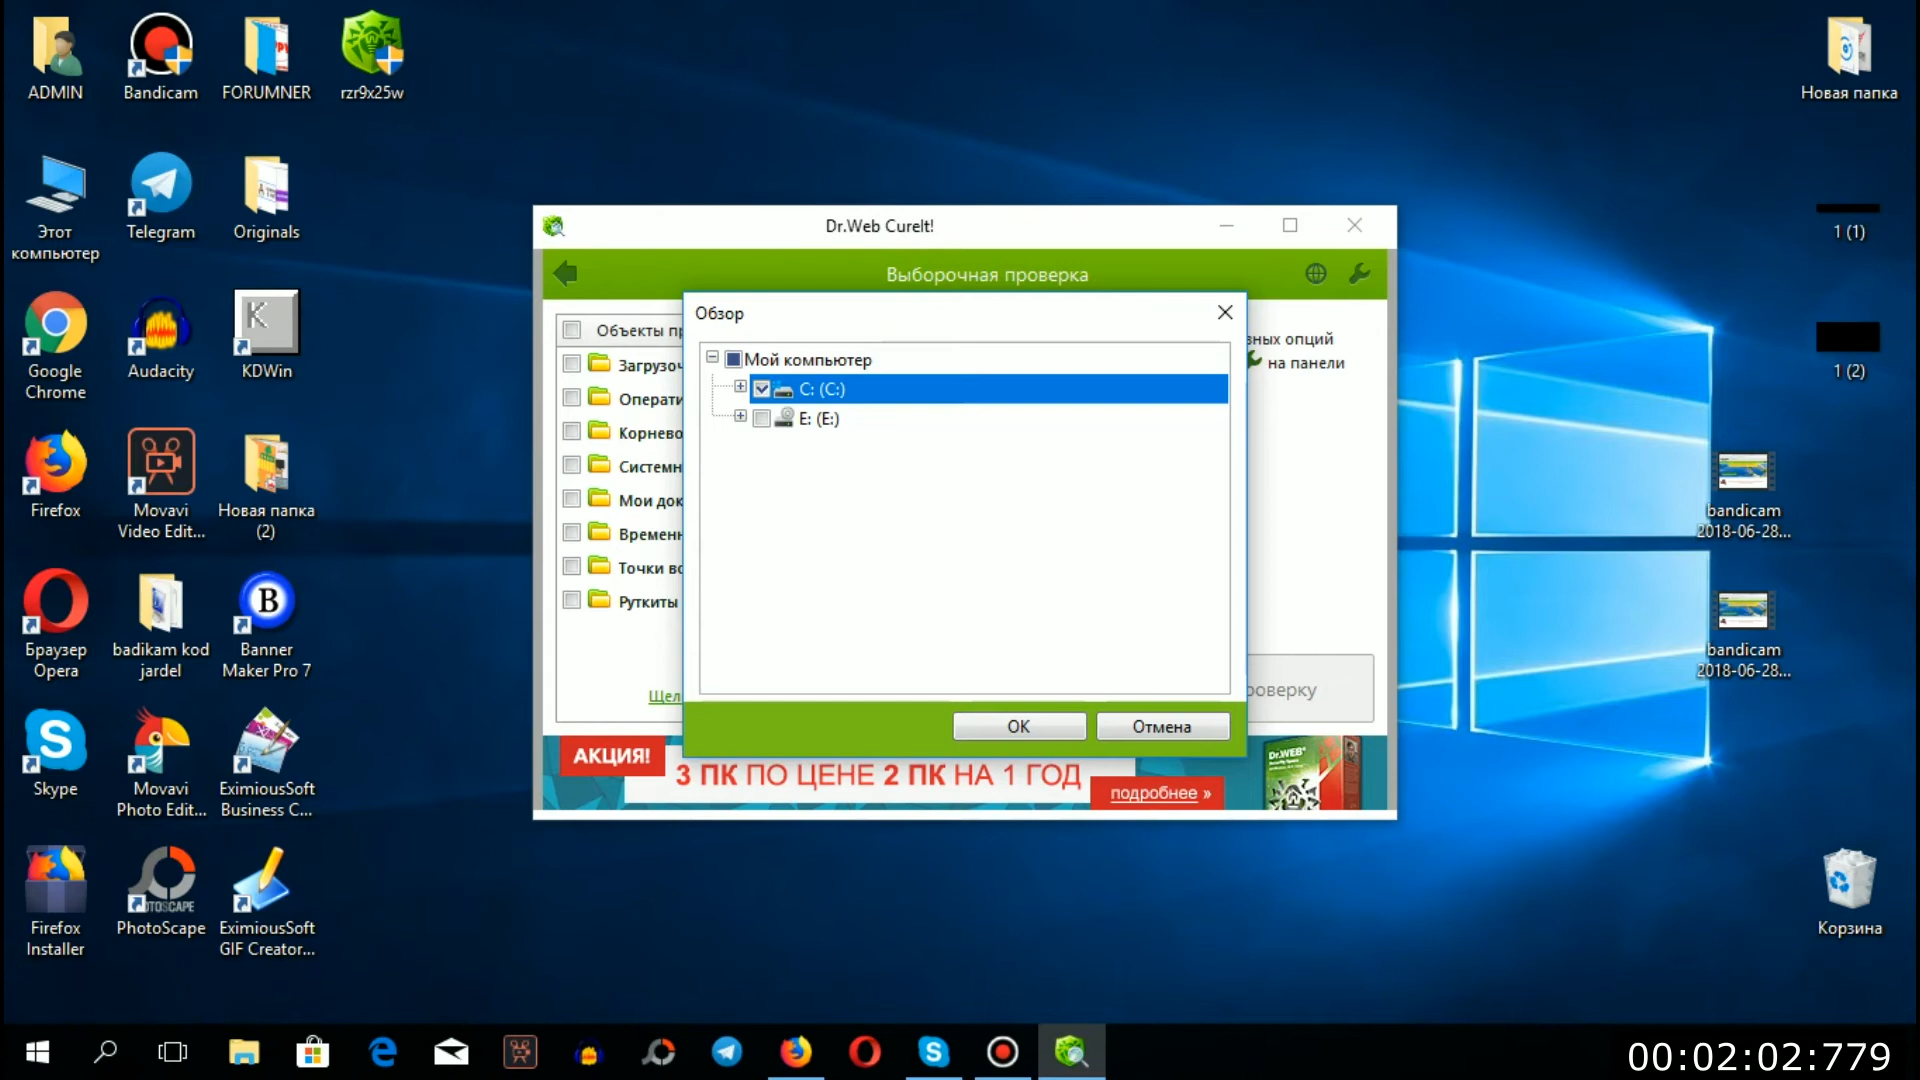 ADMIN
Bandicam
FORUMNER
rzr9x25w
Новая папка
Этот
компьютер
Telegram
Originals
1 (1)
Google
Chrome
Audacity
K
KDWin
1 (2)
Firefox
Movavi
Video Edit...
Новая папка
(2)
bandicam
2018-06-28...
Браузер
Opera
badikam kod
jardel
B
Banner
Maker Pro 7
bandicam
2018-06-28...
S
Skype
Movavi
Photo Edit...
EximiousSoft
Business C...
Firefox
Installer
PhotoScape
EximiousSoft
GIF Creator...
Корзина
Dr.Web CureIt!
Выборочная проверка
Объекты пр
Загрузоч
Операти
Корнево
Системн
Мои док
Временн
Точки во
Руткиты
Щел
зных опций
на панели
роверку
Обзор
Мой компьютер
C: (C:)
E: (E:)
OK
Отмена
АКЦИЯ!
3 ПК ПО ЦЕНЕ 2 ПК НА 1 ГОД
подробнее »
Dr.WEB
00:02:02:779